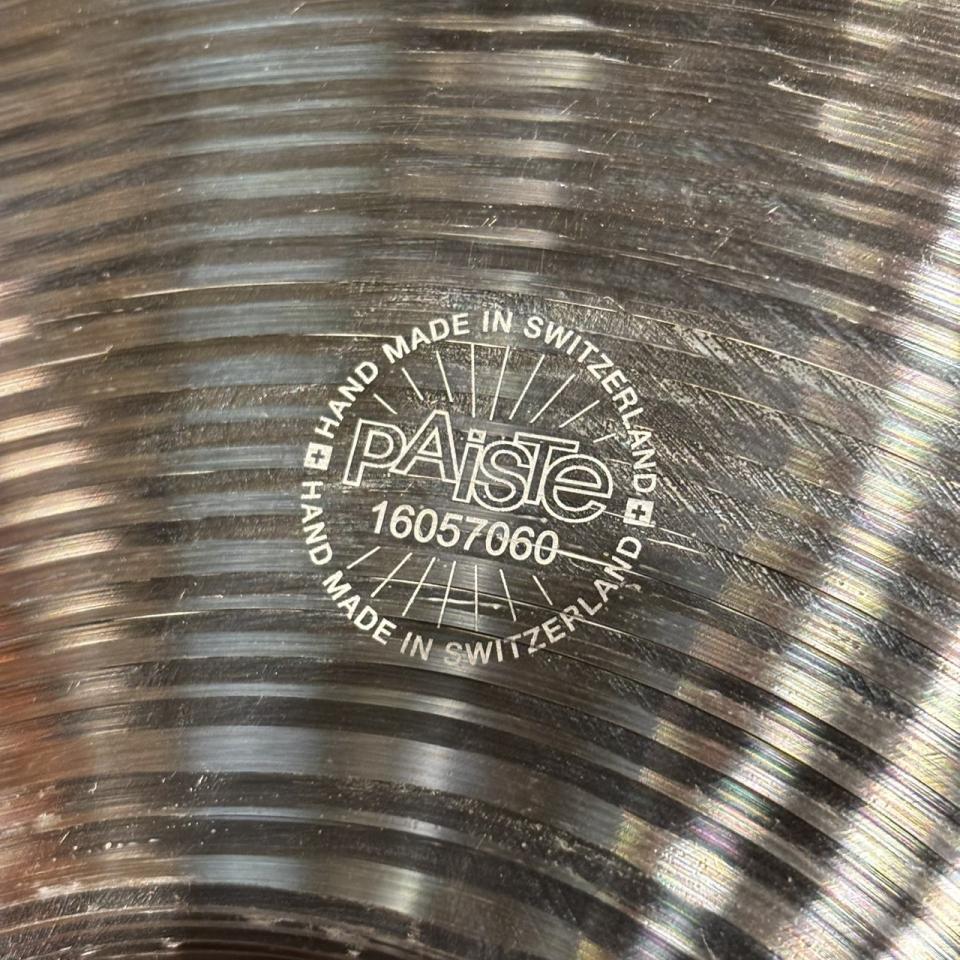 HAND MADE IN SWITZERLAND
PAiSTe
16057060
HAND MADE IN SWITZERLAND